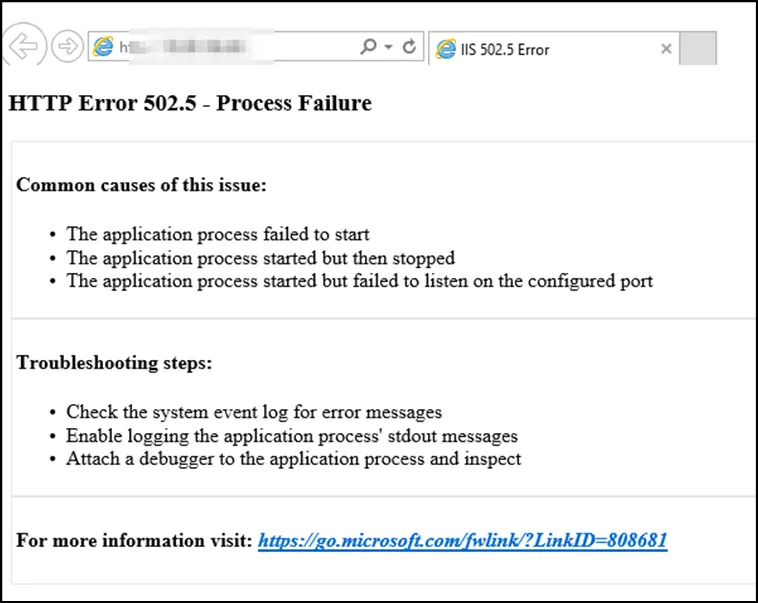 IIS 502.5 Error
HTTP Error 502.5 - Process Failure
Common causes of this issue:
• The application process failed to start
• The application process started but then stopped
• The application process started but failed to listen on the configured port
Troubleshooting steps:
• Check the system event log for error messages
• Enable logging the application process' stdout messages
• Attach a debugger to the application process and inspect
For more information visit: https://go.microsoft.com/fwlink/?LinkID=808681